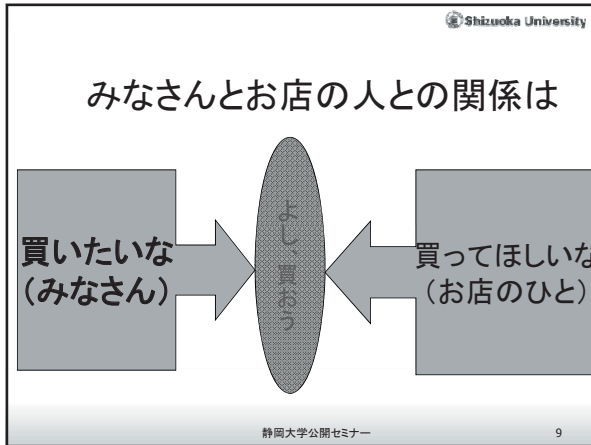 Shizuoka University
みなさんとお店の人との関係は
買いたいな
(みなさん)
よし、買おう
買ってほしいな
(お店のひと)
静岡大学公開セミナー
9